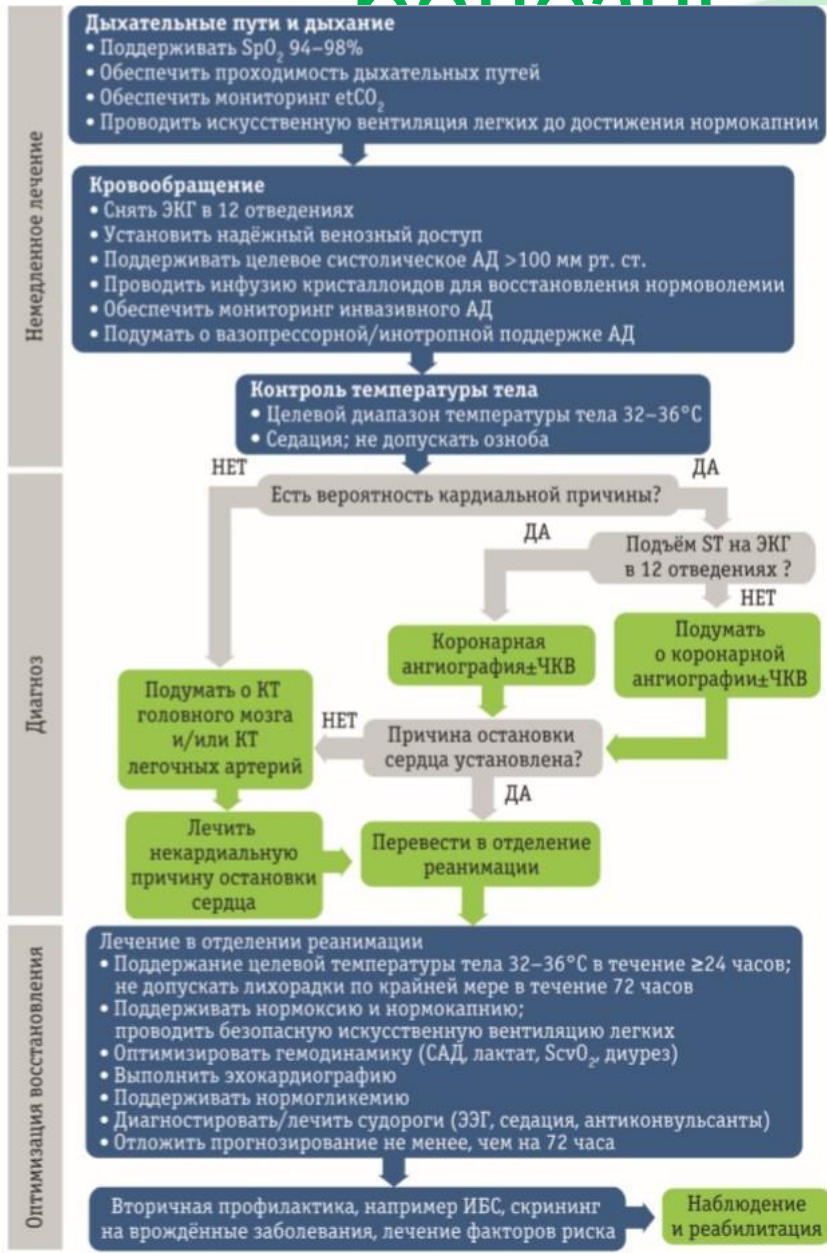 Немедленное лечение
Дыхательные пути и дыхание
• Поддерживать SpO₂ 94–98%
• Обеспечить проходимость дыхательных путей
• Обеспечить мониторинг etCO₂
• Проводить искусственную вентиляция легких до достижения нормокапнии
Кровообращение
• Снять ЭКГ в 12 отведениях
• Установить надёжный венозный доступ
• Поддерживать целевое систолическое АД >100 мм рт. ст.
• Проводить инфузию кристаллоидов для восстановления нормоволемии
• Обеспечить мониторинг инвазивного АД
• Подумать о вазопрессорной/инотропной поддержке АД
Контроль температуры тела
• Целевой диапазон температуры тела 32–36°C
• Седация; не допускать озноба
Диагноз
НЕТ
ДА
Есть вероятность кардиальной причины?
ДА
Подъём ST на ЭКГ
в 12 отведениях ?
НЕТ
Коронарная
ангиография±ЧКВ
Подумать
о коронарной
ангиографии±ЧКВ
Подумать о КТ
головного мозга
и/или КТ
легочных артерий
НЕТ
Причина остановки
сердца установлена?
ДА
Лечить
некардиальную
причину остановки
сердца
Перевести в отделение
реанимации
Оптимизация восстановления
Лечение в отделении реанимации
• Поддержание целевой температуры тела 32–36°C в течение ≥24 часов;
не допускать лихорадки по крайней мере в течение 72 часов
• Поддерживать нормоксию и нормокапнию;
проводить безопасную искусственную вентиляцию легких
• Оптимизировать гемодинамику (САД, лактат, ScvO₂, диурез)
• Выполнить эхокардиографию
• Поддерживать нормогликемию
• Диагностировать/лечить судороги (ЭЭГ, седация, антиконвульсанты)
• Отложить прогнозирование не менее, чем на 72 часа
Вторичная профилактика, например ИБС, скрининг
на врождённые заболевания, лечение факторов риска
Наблюдение
и реабилитация